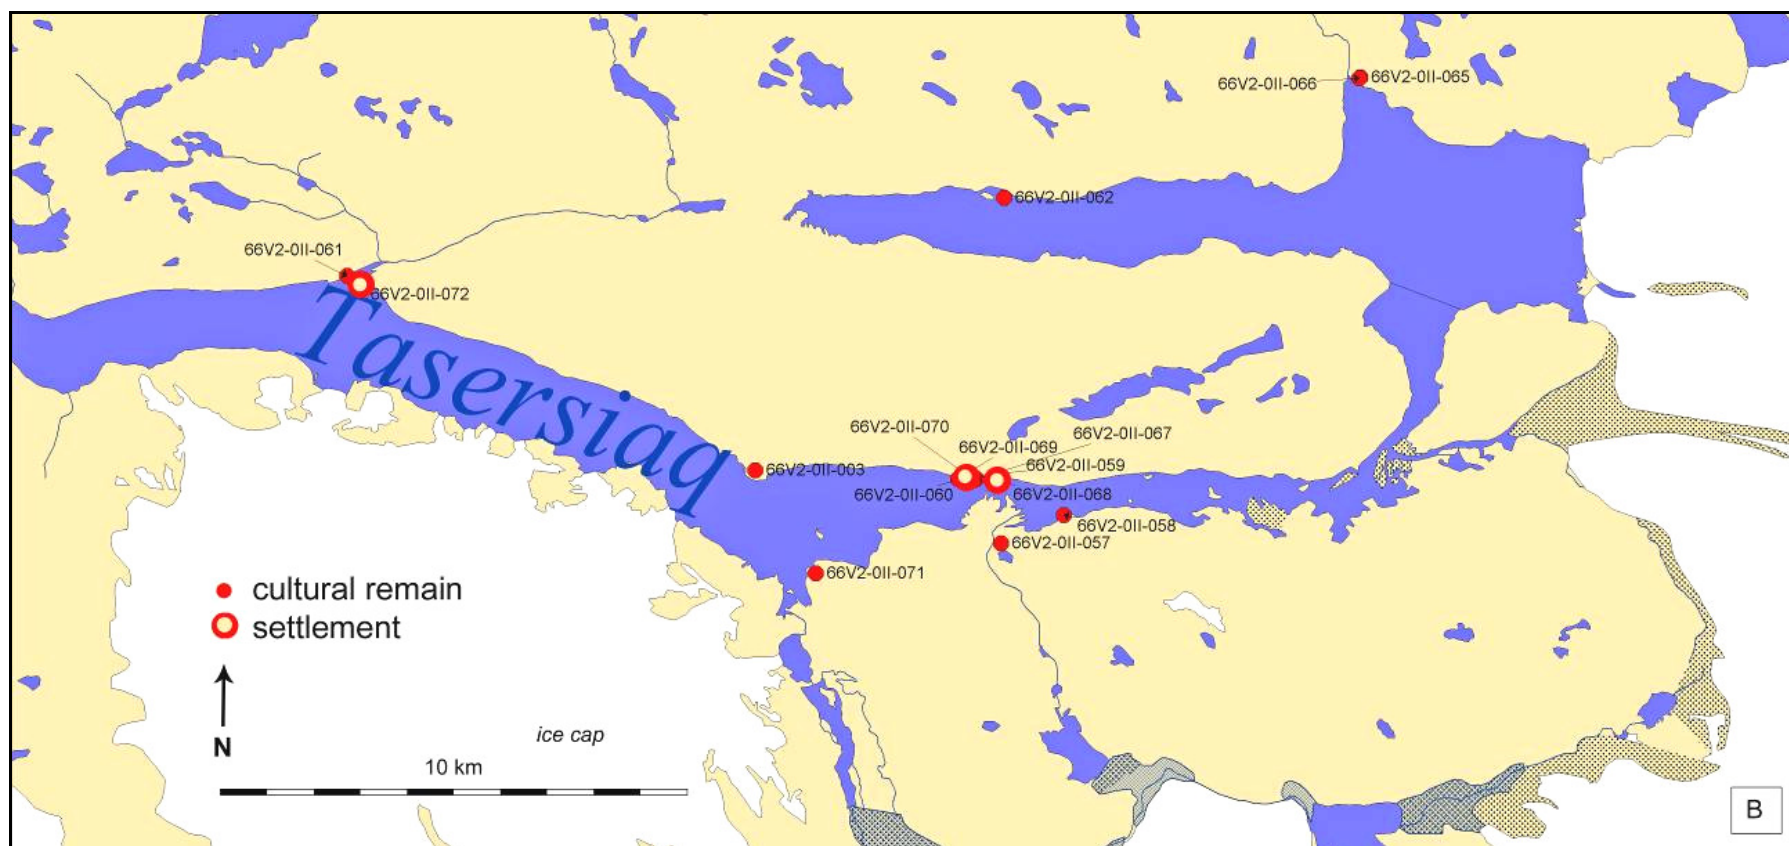 66V2-0II-066
66V2-0II-065
66V2-0II-062
66V2-0II-061
66V2-0II-072
Tasersiaq
66V2-0II-070
66V2-0II-069
66V2-0II-067
66V2-0II-003
66V2-0II-059
66V2-0II-060
66V2-0II-068
66V2-0II-058
66V2-0II-057
66V2-0II-071
cultural remain
settlement
N
ice cap
10 km
B